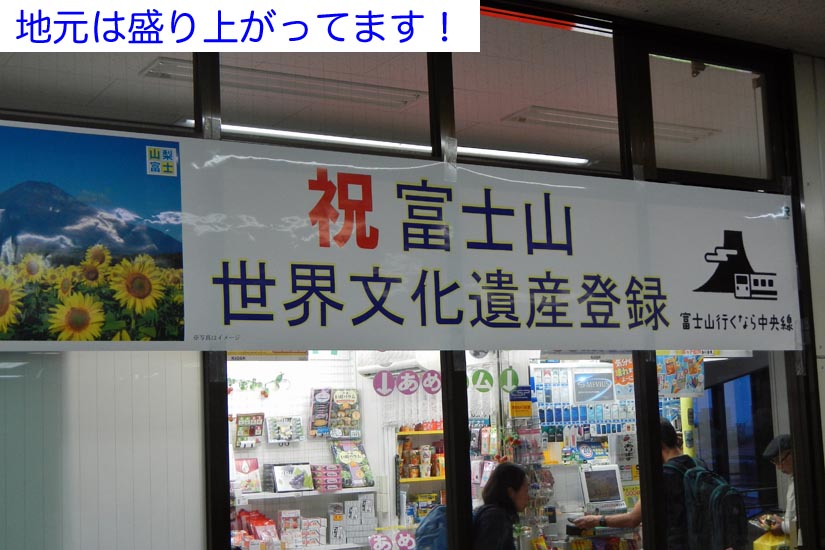 地元は盛り上がってます！
山梨
富士
祝 富士山
世界文化遺産登録
※写真はイメージ
富士山行くなら中央線
あめ
MEVIUS
あめ